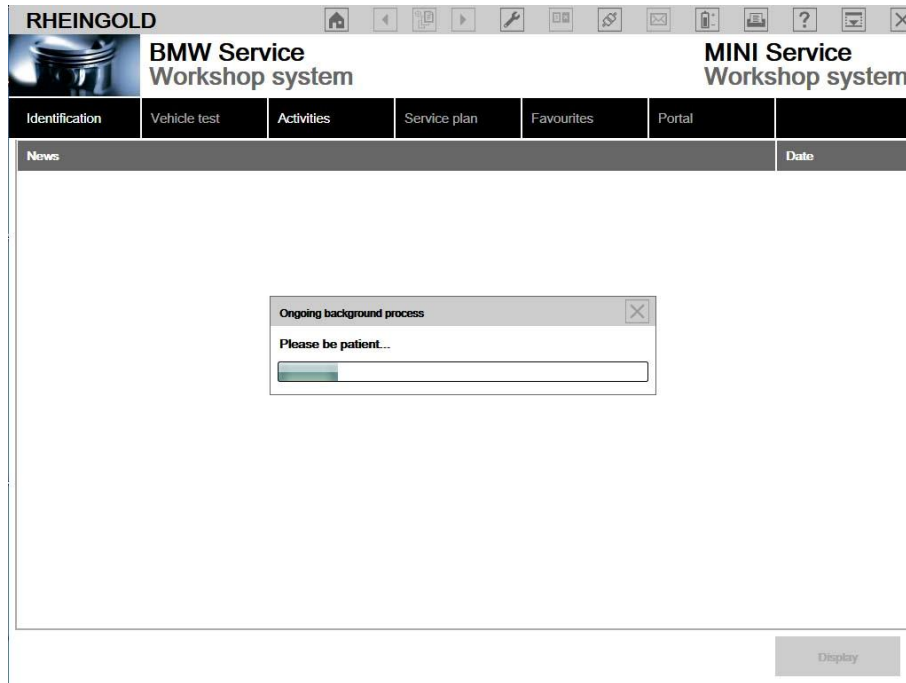 RHEINGOLD
BMW Service
Workshop system
MINI Service
Workshop system
Identification Vehicle test Activities Service plan Favourites Portal
News Date
Ongoing background process
Please be patient...
Display